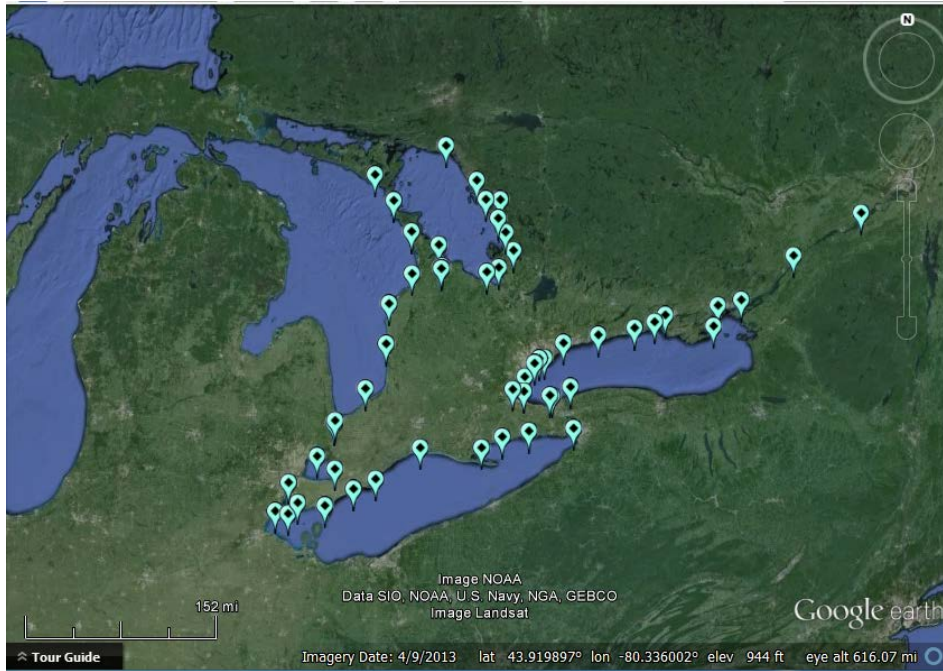 N
Image NOAA
Data SIO, NOAA, U.S. Navy, NGA, GEBCO
Image Landsat
152 mi
Google earth
Tour Guide
Imagery Date: 4/9/2013 lat 43.919897° lon -80.336002° elev 944 ft eye alt 616.07 mi